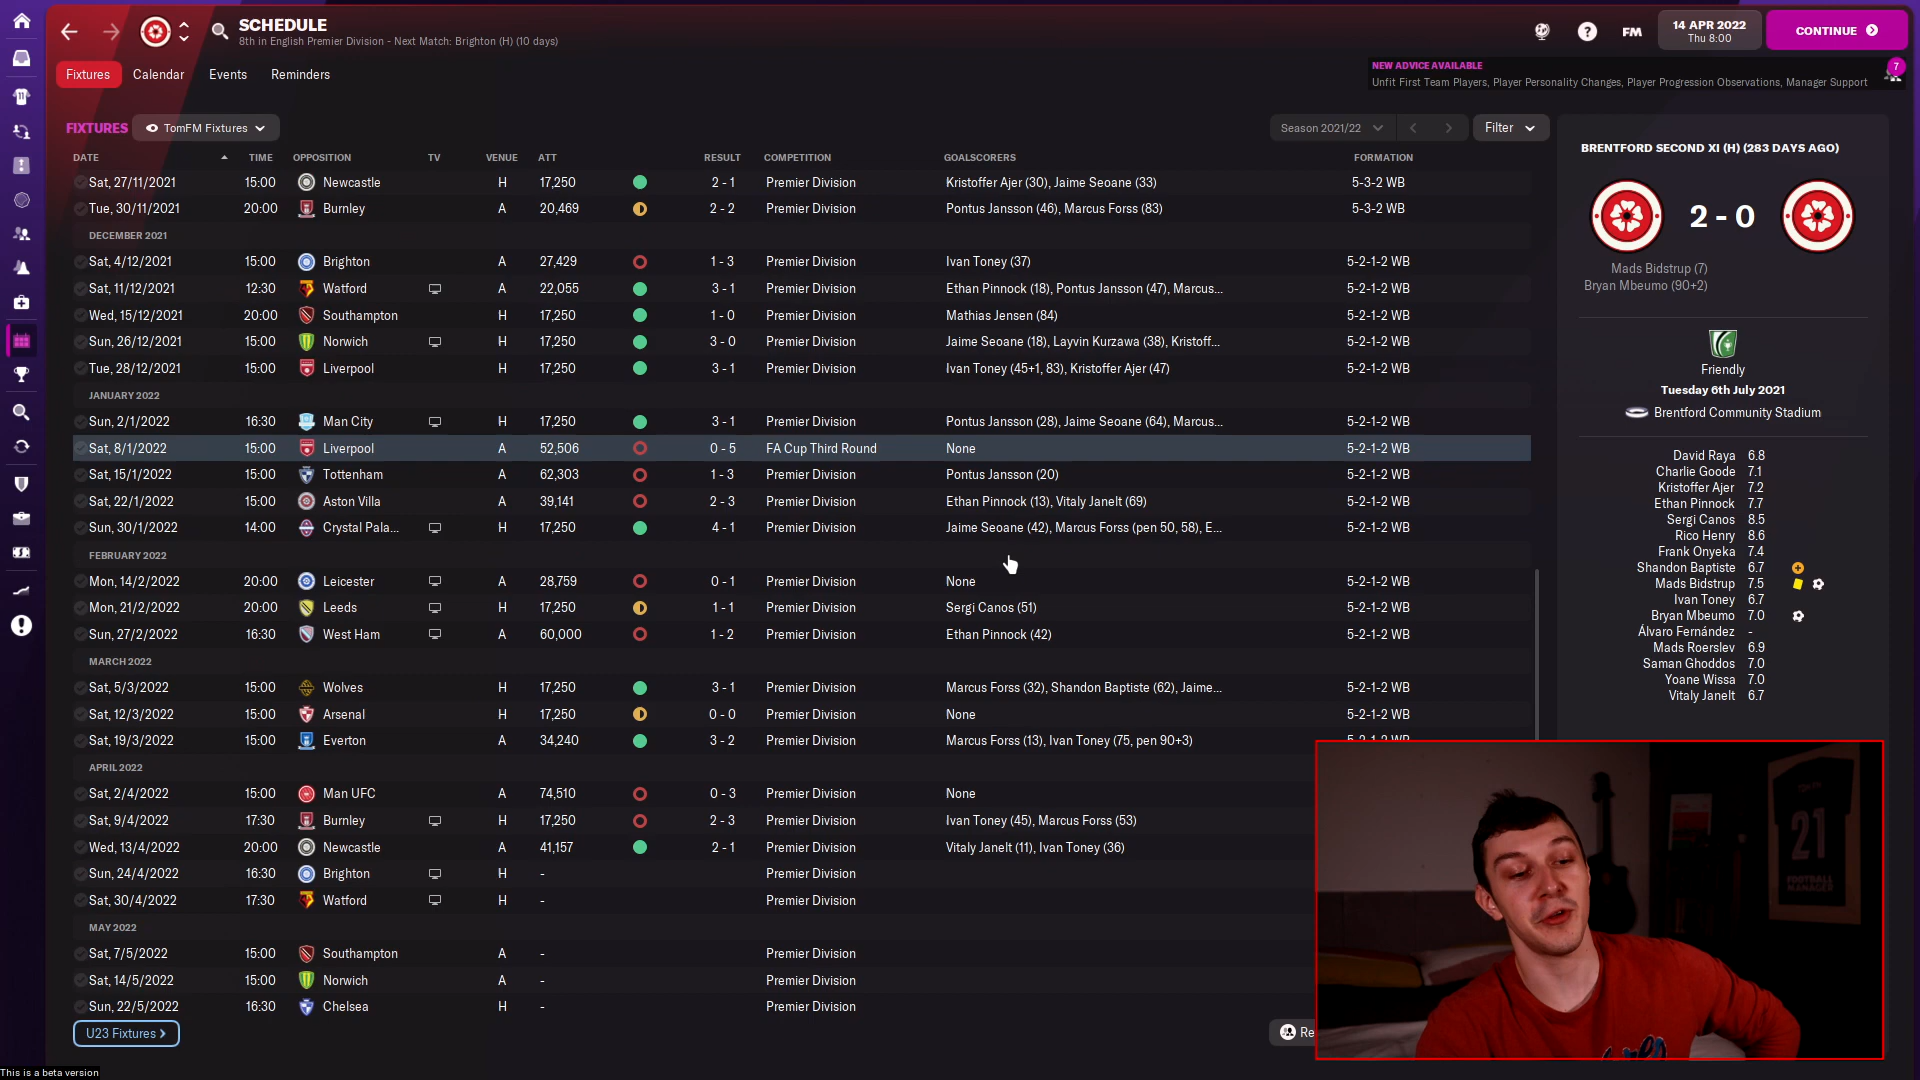 SCHEDULE
8th in English Premier Division - Next Match: Brighton (H) (10 days)
FM
14 APR 2022
Thu 8:00
CONTINUE
Fixtures Calendar Events Reminders
NEW ADVICE AVAILABLE
7
Unfit First Team Players, Player Personality Changes, Player Progression Observations, Manager Support
FIXTURES TomFM Fixtures Season 2021/22 Filter
DATE TIME OPPOSITION TV VENUE ATT RESULT COMPETITION GOALSCORERS FORMATION
Sat, 27/11/2021 15:00 Newcastle H 17,250 2 - 1 Premier Division Kristoffer Ajer (30), Jaime Seoane (33) 5-3-2 WB
Tue, 30/11/2021 20:00 Burnley A 20,469 2 - 2 Premier Division Pontus Jansson (46), Marcus Forss (83) 5-3-2 WB
DECEMBER 2021
Sat, 4/12/2021 15:00 Brighton A 27,429 1 - 3 Premier Division Ivan Toney (37) 5-2-1-2 WB
Sat, 11/12/2021 12:30 Watford A 22,055 3 - 1 Premier Division Ethan Pinnock (18), Pontus Jansson (47), Marcus... 5-2-1-2 WB
Wed, 15/12/2021 20:00 Southampton H 17,250 1 - 0 Premier Division Mathias Jensen (84) 5-2-1-2 WB
Sun, 26/12/2021 15:00 Norwich H 17,250 3 - 0 Premier Division Jaime Seoane (18), Layvin Kurzawa (38), Kristoff... 5-2-1-2 WB
Tue, 28/12/2021 15:00 Liverpool H 17,250 3 - 1 Premier Division Ivan Toney (45+1, 83), Kristoffer Ajer (47) 5-2-1-2 WB
JANUARY 2022
Sun, 2/1/2022 16:30 Man City H 17,250 3 - 1 Premier Division Pontus Jansson (28), Jaime Seoane (64), Marcus... 5-2-1-2 WB
Sat, 8/1/2022 15:00 Liverpool A 52,506 0 - 5 FA Cup Third Round None 5-2-1-2 WB
Sat, 15/1/2022 15:00 Tottenham A 62,303 1 - 3 Premier Division Pontus Jansson (20) 5-2-1-2 WB
Sat, 22/1/2022 15:00 Aston Villa A 39,141 2 - 3 Premier Division Ethan Pinnock (13), Vitaly Janelt (69) 5-2-1-2 WB
Sun, 30/1/2022 14:00 Crystal Pala... H 17,250 4 - 1 Premier Division Jaime Seoane (42), Marcus Forss (pen 50, 58), E... 5-2-1-2 WB
FEBRUARY 2022
Mon, 14/2/2022 20:00 Leicester A 28,759 0 - 1 Premier Division None 5-2-1-2 WB
Mon, 21/2/2022 20:00 Leeds H 17,250 1 - 1 Premier Division Sergi Canos (51) 5-2-1-2 WB
Sun, 27/2/2022 16:30 West Ham A 60,000 1 - 2 Premier Division Ethan Pinnock (42) 5-2-1-2 WB
MARCH 2022
Sat, 5/3/2022 15:00 Wolves H 17,250 3 - 1 Premier Division Marcus Forss (32), Shandon Baptiste (62), Jaime... 5-2-1-2 WB
Sat, 12/3/2022 15:00 Arsenal H 17,250 0 - 0 Premier Division None 5-2-1-2 WB
Sat, 19/3/2022 15:00 Everton A 34,240 3 - 2 Premier Division Marcus Forss (13), Ivan Toney (75, pen 90+3) 5-2-1-2 WB
APRIL 2022
Sat, 2/4/2022 15:00 Man UFC A 74,510 0 - 3 Premier Division None
Sat, 9/4/2022 17:30 Burnley H 17,250 2 - 3 Premier Division Ivan Toney (45), Marcus Forss (53)
Wed, 13/4/2022 20:00 Newcastle A 41,157 2 - 1 Premier Division Vitaly Janelt (11), Ivan Toney (36)
Sun, 24/4/2022 16:30 Brighton H - Premier Division
Sat, 30/4/2022 17:30 Watford H - Premier Division
MAY 2022
Sat, 7/5/2022 15:00 Southampton A - Premier Division
Sat, 14/5/2022 15:00 Norwich A - Premier Division
Sun, 22/5/2022 16:30 Chelsea H - Premier Division
U23 Fixtures
Re
This is a beta version
BRENTFORD SECOND XI (H) (283 DAYS AGO)
2 - 0
Mads Bidstrup (7)
Bryan Mbeumo (90+2)
Friendly
Tuesday 6th July 2021
Brentford Community Stadium
David Raya 6.8
Charlie Goode 7.1
Kristoffer Ajer 7.2
Ethan Pinnock 7.7
Sergi Canos 8.5
Rico Henry 8.6
Frank Onyeka 7.4
Shandon Baptiste 6.7
Mads Bidstrup 7.5
Ivan Toney 6.7
Bryan Mbeumo 7.0
Álvaro Fernández -
Mads Roerslev 6.9
Saman Ghoddos 7.0
Yoane Wissa 7.0
Vitaly Janelt 6.7
21
FOOTBALL
MANAGER